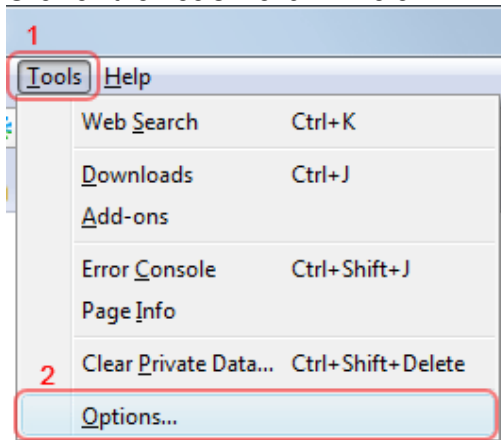 1
Tools Help
Web Search Ctrl+K
Downloads Ctrl+J
Add-ons
Error Console Ctrl+Shift+J
Page Info
Clear Private Data... Ctrl+Shift+Delete
2
Options...